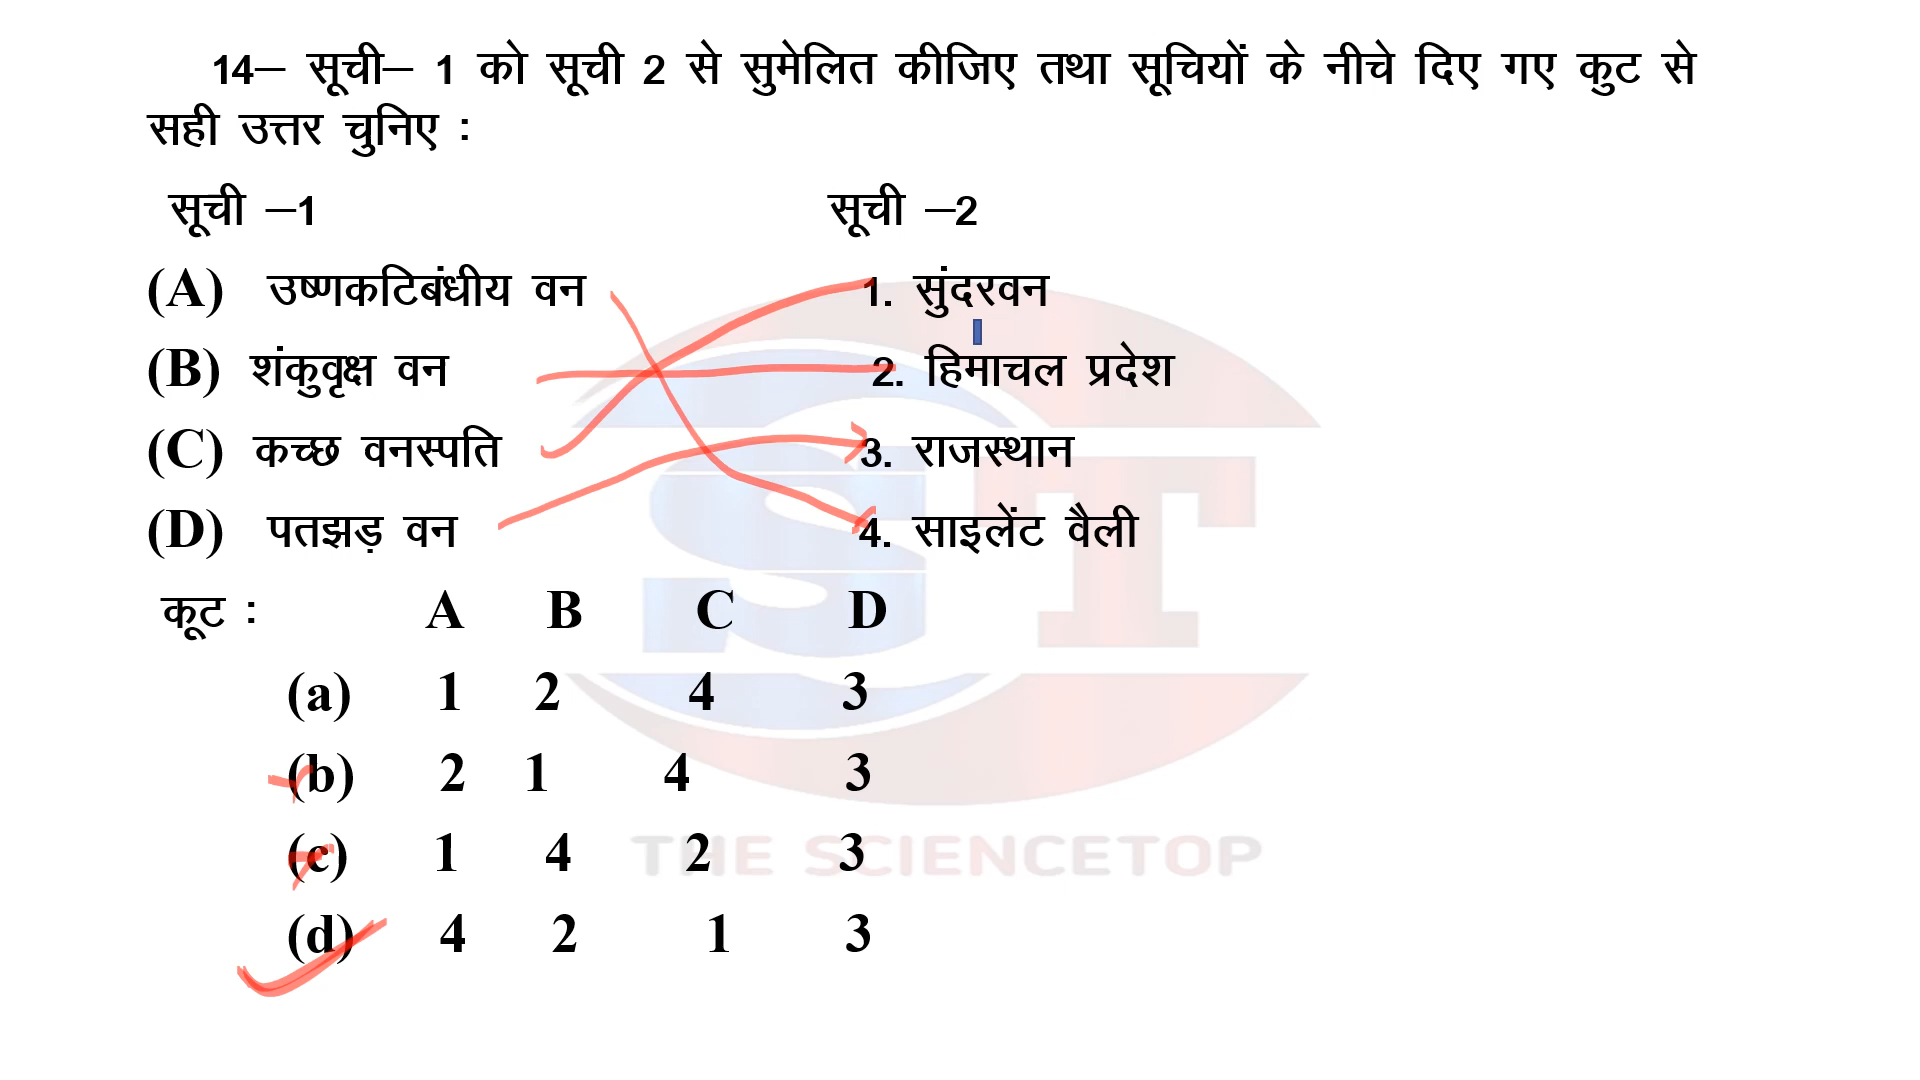 14– सूची– 1 को सूची 2 से सुमेलित कीजिए तथा सूचियों के नीचे दिए गए कुट से
सही उत्तर चुनिए :
सूची –1 सूची –2
(A) उष्णकटिबंधीय वन 1. सुंदरवन
(B) शंकुवृक्ष वन 2. हिमाचल प्रदेश
(C) कच्छ वनस्पति 3. राजस्थान
(D) पतझड़ वन 4. साइलेंट वैली
कूट : A B C D
(a) 1 2 4 3
(b) 2 1 4 3
(c) 1 4 2 3
(d) 4 2 1 3
ST
THE SCIENCETOP